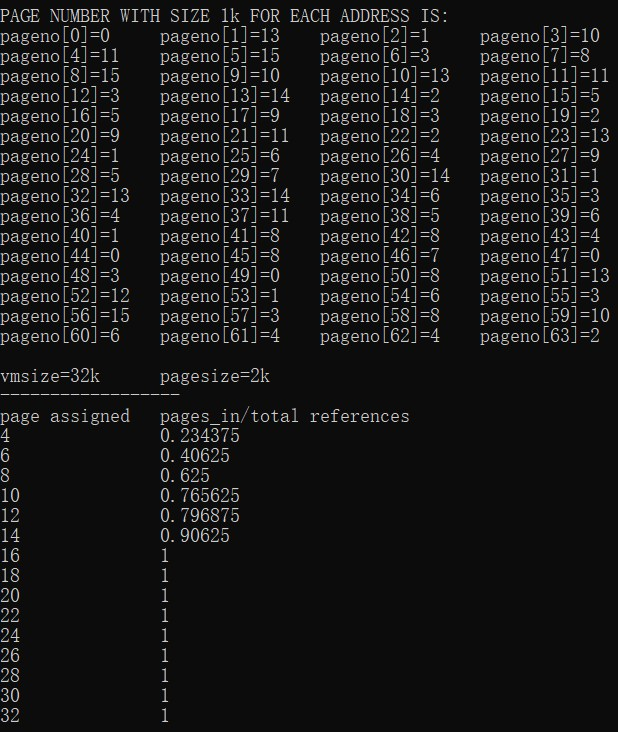 PAGE NUMBER WITH SIZE 1k FOR EACH ADDRESS IS:
pageno[0]=0 pageno[1]=13 pageno[2]=1 pageno[3]=10
pageno[4]=11 pageno[5]=15 pageno[6]=3 pageno[7]=8
pageno[8]=15 pageno[9]=10 pageno[10]=13 pageno[11]=11
pageno[12]=3 pageno[13]=14 pageno[14]=2 pageno[15]=5
pageno[16]=5 pageno[17]=9 pageno[18]=3 pageno[19]=2
pageno[20]=9 pageno[21]=11 pageno[22]=2 pageno[23]=13
pageno[24]=1 pageno[25]=6 pageno[26]=4 pageno[27]=9
pageno[28]=5 pageno[29]=7 pageno[30]=14 pageno[31]=1
pageno[32]=13 pageno[33]=14 pageno[34]=6 pageno[35]=3
pageno[36]=4 pageno[37]=11 pageno[38]=5 pageno[39]=6
pageno[40]=1 pageno[41]=8 pageno[42]=8 pageno[43]=4
pageno[44]=0 pageno[45]=8 pageno[46]=7 pageno[47]=0
pageno[48]=3 pageno[49]=0 pageno[50]=8 pageno[51]=13
pageno[52]=12 pageno[53]=1 pageno[54]=6 pageno[55]=3
pageno[56]=15 pageno[57]=3 pageno[58]=8 pageno[59]=10
pageno[60]=6 pageno[61]=4 pageno[62]=4 pageno[63]=2
vmsize=32k pagesize=2k
------------------
page assigned pages_in/total references
4 0.234375
6 0.40625
8 0.625
10 0.765625
12 0.796875
14 0.90625
16 1
18 1
20 1
22 1
24 1
26 1
28 1
30 1
32 1